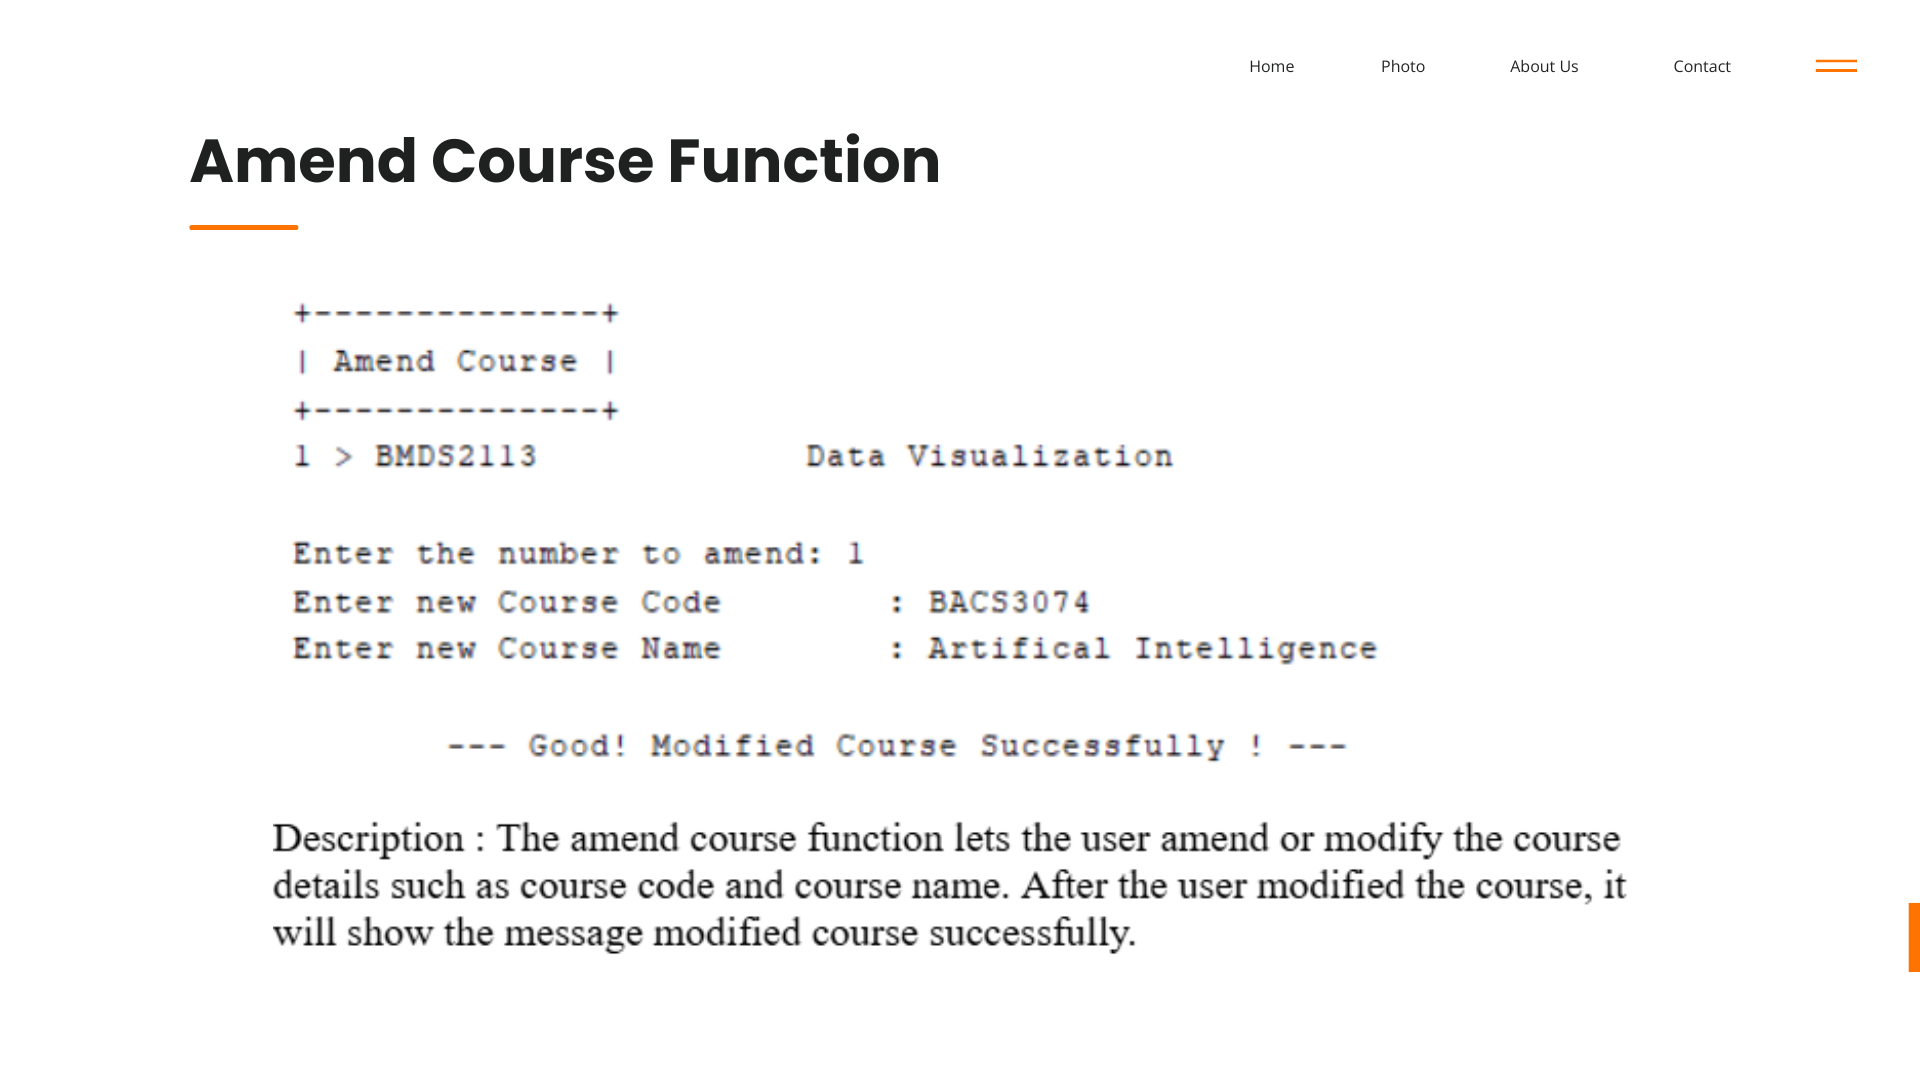 Home Photo About Us Contact
Amend Course Function
+--------------+
| Amend Course |
+--------------+
1 > BMDS2113 Data Visualization
Enter the number to amend: 1
Enter new Course Code : BACS3074
Enter new Course Name : Artifical Intelligence
--- Good! Modified Course Successfully ! ---
Description : The amend course function lets the user amend or modify the course
details such as course code and course name. After the user modified the course, it
will show the message modified course successfully.